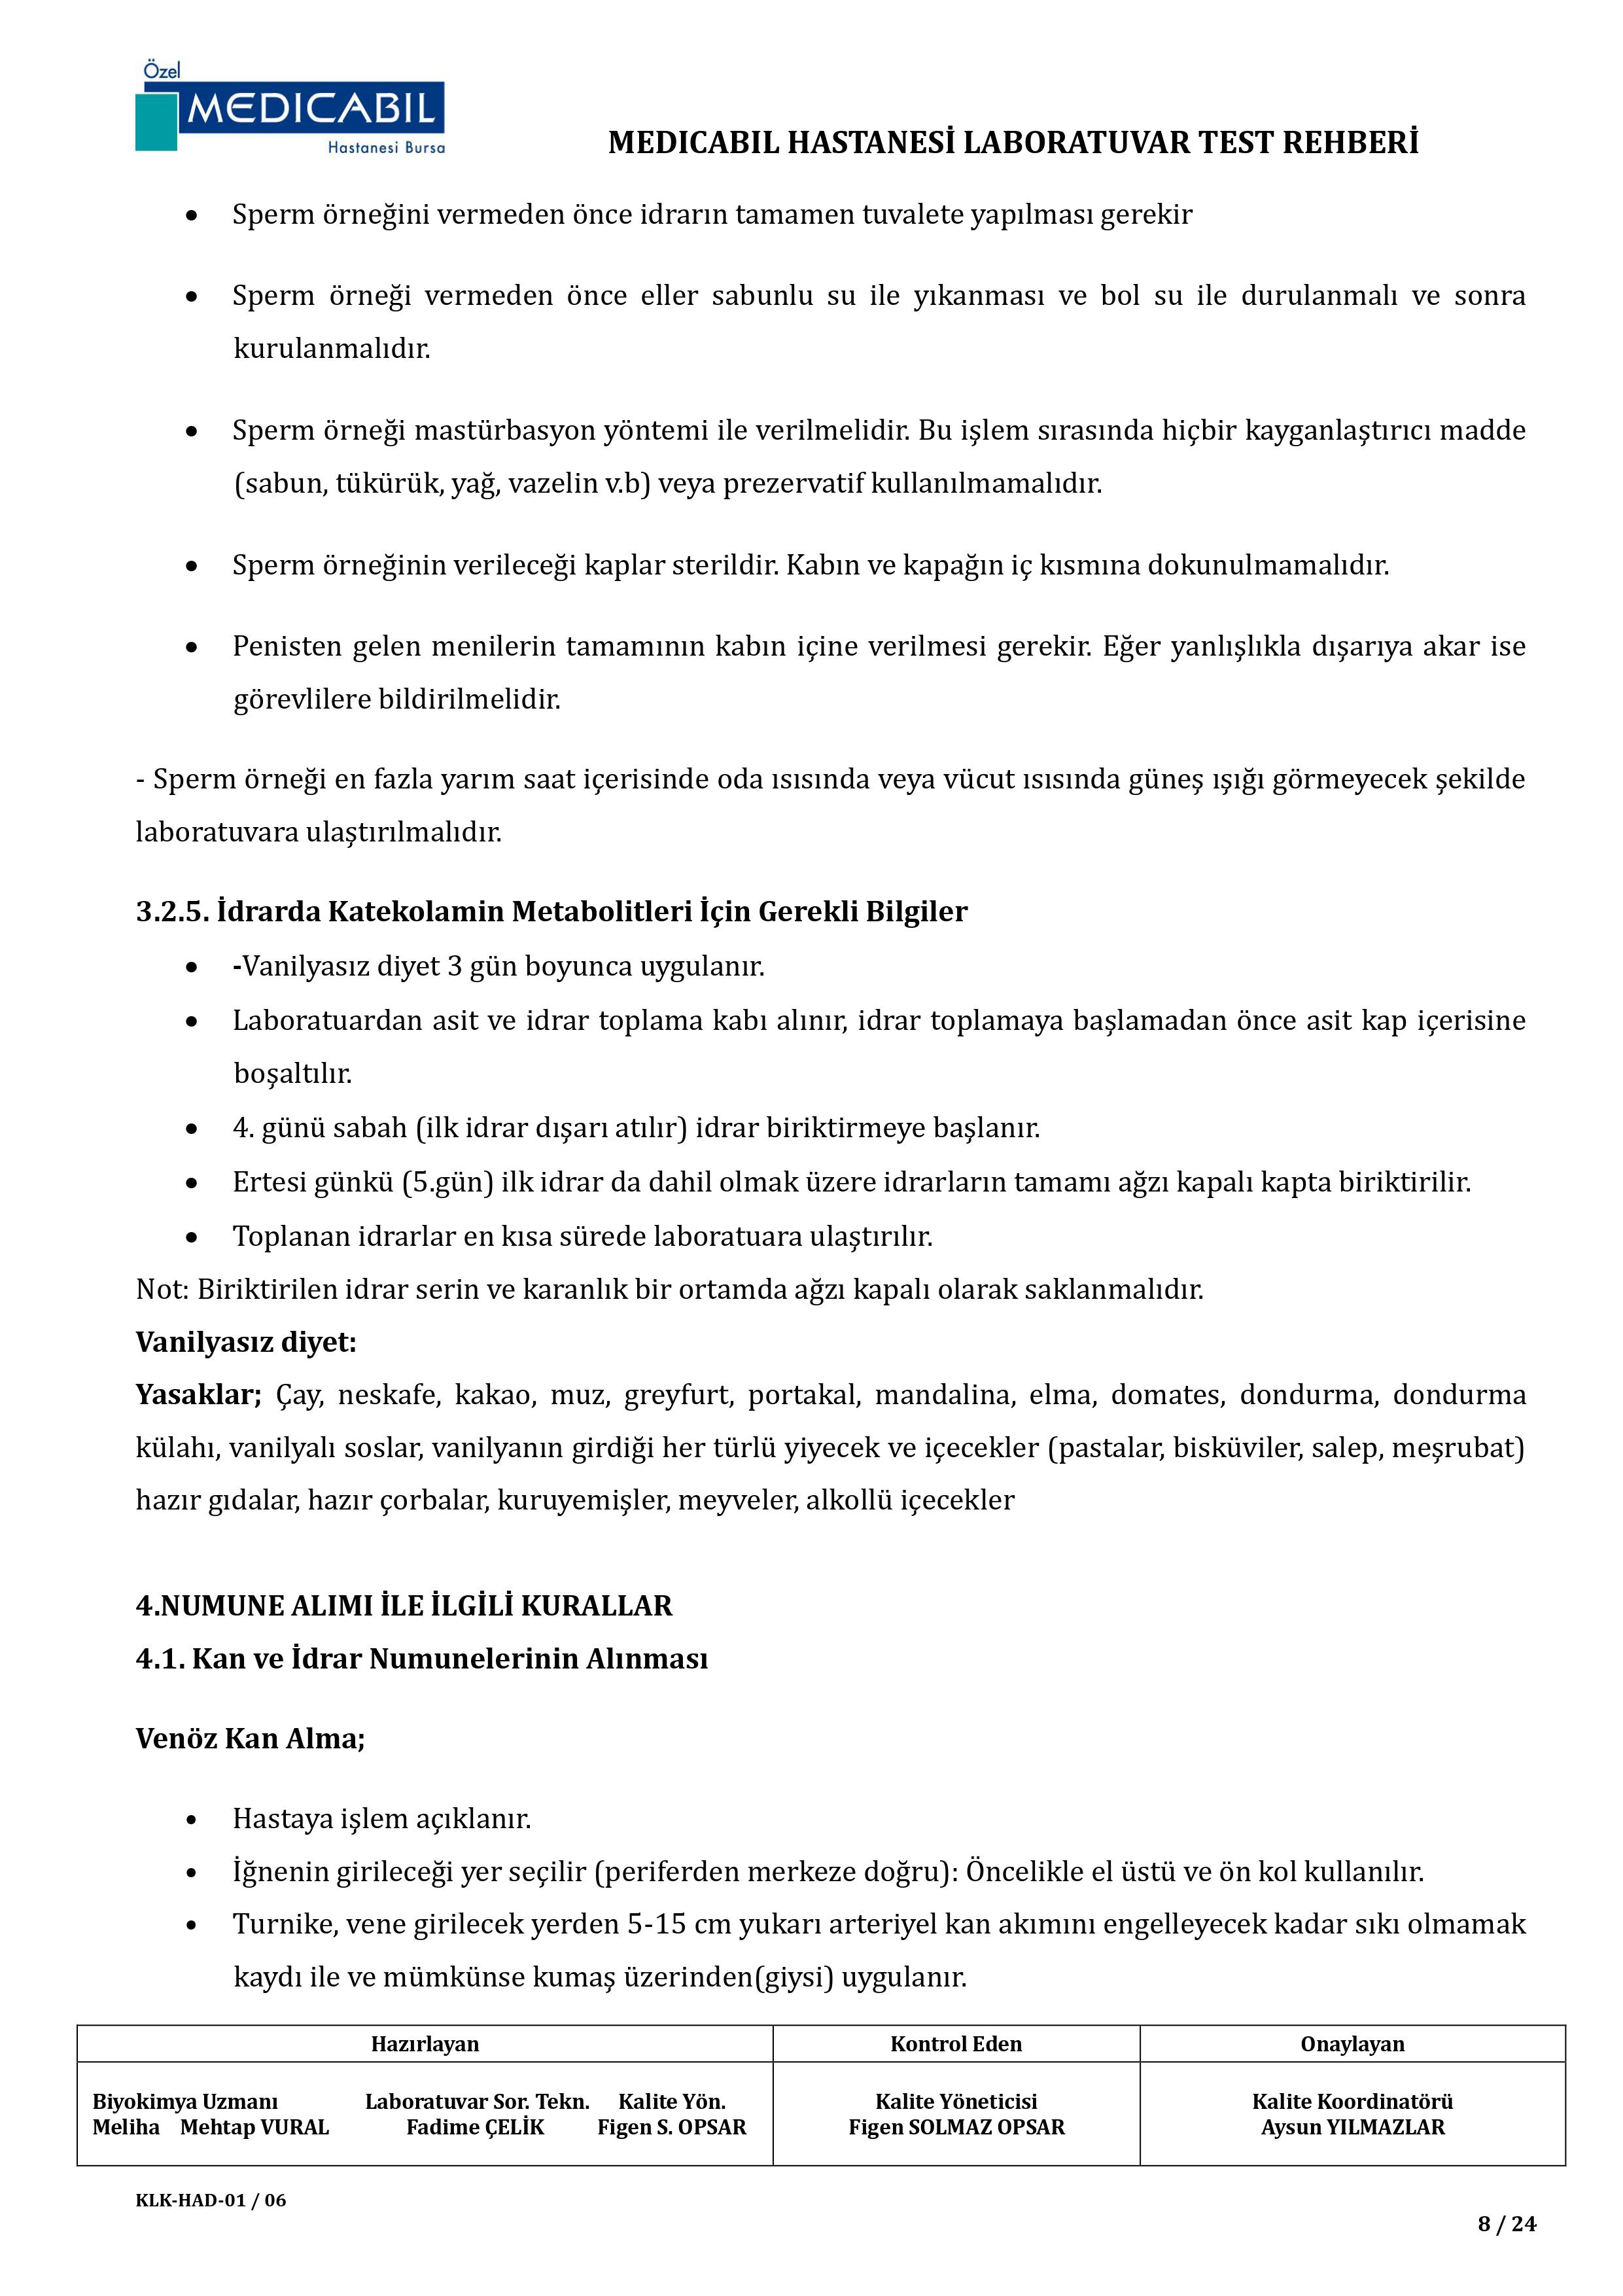 Özel
MEDICABIL
Hastanesi Bursa
MEDICABIL HASTANESİ LABORATUVAR TEST REHBERİ
• Sperm örneğini vermeden önce idrarın tamamen tuvalete yapılması gerekir
• Sperm örneği vermeden önce eller sabunlu su ile yıkanması ve bol su ile durulanmalı ve sonra
kurulanmalıdır.
• Sperm örneği mastürbasyon yöntemi ile verilmelidir. Bu işlem sırasında hiçbir kayganlaştırıcı madde
(sabun, tükürük, yağ, vazelin v.b) veya prezervatif kullanılmamalıdır.
• Sperm örneğinin verileceği kaplar sterildir. Kabın ve kapağın iç kısmına dokunulmamalıdır.
• Penisten gelen menilerin tamamının kabın içine verilmesi gerekir. Eğer yanlışlıkla dışarıya akar ise
görevlilere bildirilmelidir.
- Sperm örneği en fazla yarım saat içerisinde oda ısısında veya vücut ısısında güneş ışığı görmeyecek şekilde
laboratuvara ulaştırılmalıdır.
3.2.5. İdrarda Katekolamin Metabolitleri İçin Gerekli Bilgiler
• -Vanilyasız diyet 3 gün boyunca uygulanır.
• Laboratuardan asit ve idrar toplama kabı alınır, idrar toplamaya başlamadan önce asit kap içerisine
boşaltılır.
• 4. günü sabah (ilk idrar dışarı atılır) idrar biriktirmeye başlanır.
• Ertesi günkü (5.gün) ilk idrar da dahil olmak üzere idrarların tamamı ağzı kapalı kapta biriktirilir.
• Toplanan idrarlar en kısa sürede laboratuara ulaştırılır.
Not: Biriktirilen idrar serin ve karanlık bir ortamda ağzı kapalı olarak saklanmalıdır.
Vanilyasız diyet:
Yasaklar; Çay, neskafe, kakao, muz, greyfurt, portakal, mandalina, elma, domates, dondurma, dondurma
külahı, vanilyalı soslar, vanilyanın girdiği her türlü yiyecek ve içecekler (pastalar, bisküviler, salep, meşrubat)
hazır gıdalar, hazır çorbalar, kuruyemişler, meyveler, alkollü içecekler
4.NUMUNE ALIMI İLE İLGİLİ KURALLAR
4.1. Kan ve İdrar Numunelerinin Alınması
Venöz Kan Alma;
• Hastaya işlem açıklanır.
• İğnenin girileceği yer seçilir (periferden merkeze doğru): Öncelikle el üstü ve ön kol kullanılır.
• Turnike, vene girilecek yerden 5-15 cm yukarı arteriyel kan akımını engelleyecek kadar sıkı olmamak
kaydı ile ve mümkünse kumaş üzerinden(giysi) uygulanır.
Hazırlayan Kontrol Eden Onaylayan
Biyokimya Uzmanı Laboratuvar Sor. Tekn. Kalite Yön. Kalite Yöneticisi Kalite Koordinatörü
Meliha Mehtap VURAL Fadime ÇELİK Figen S. OPSAR Figen SOLMAZ OPSAR Aysun YILMAZLAR
KLK-HAD-01 / 06
8 / 24